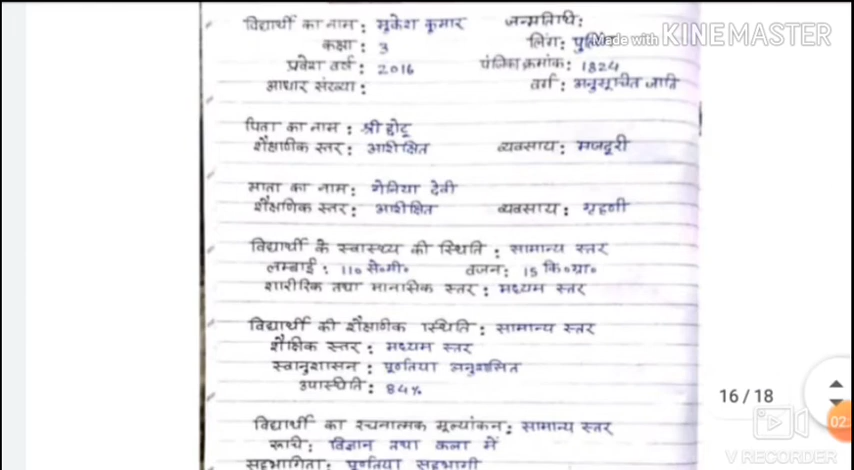 विद्यार्थी का नाम : मुकेश कुमार जन्मतिथि :
कक्षा : 3 लिंग :
Made with KINEMASTER
प्रवेश वर्ष : 2016 पंजिका क्रमांक : 1824
आधार संख्या : वर्ग : अनुसूचित जाति
पिता का नाम : श्री छोटू
शैक्षणिक स्तर : अशिक्षित व्यवसाय : मजदूरी
माता का नाम : गेनिया देवी
शैक्षणिक स्तर : अशिक्षित व्यवसाय : गृहणी
विद्यार्थी के स्वास्थ्य की स्थिति : सामान्य स्तर
लम्बाई : 110 से०मी० वजन : 15 कि०ग्रा०
शारीरिक तथा मानसिक स्तर : मध्यम स्तर
विद्यार्थी की शैक्षणिक स्थिति : सामान्य स्तर
शैक्षिक स्तर : मध्यम स्तर
स्वानुशासन : पूर्णतया अनुशासित
उपास्थिति : 84%
16 / 18
02:
विद्यार्थी का रचनात्मक मूल्यांकन : सामान्य स्तर
रूचि : विज्ञान तथा कला में
V RECORDER
सहभागिता : पूर्णतया सहभागी